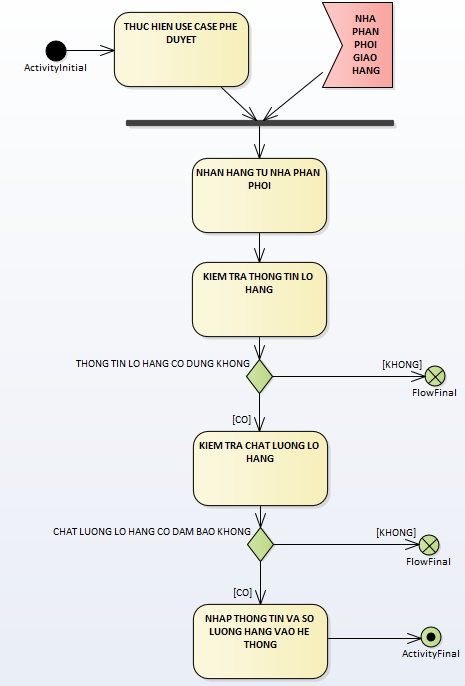 THUC HIEN USE CASE PHE
DUYET
NHA
PHAN
PHOI
GIAO
HANG
ActivityInitial
NHAN HANG TU NHA PHAN
PHOI
KIEM TRA THONG TIN LO
HANG
THONG TIN LO HANG CO DUNG KHONG
[KHONG]
FlowFinal
[CO]
KIEM TRA CHAT LUONG LO
HANG
CHAT LUONG LO HANG CO DAM BAO KHONG
[KHONG]
FlowFinal
[CO]
NHAP THONG TIN VA SO
LUONG HANG VAO HE
THONG
ActivityFinal